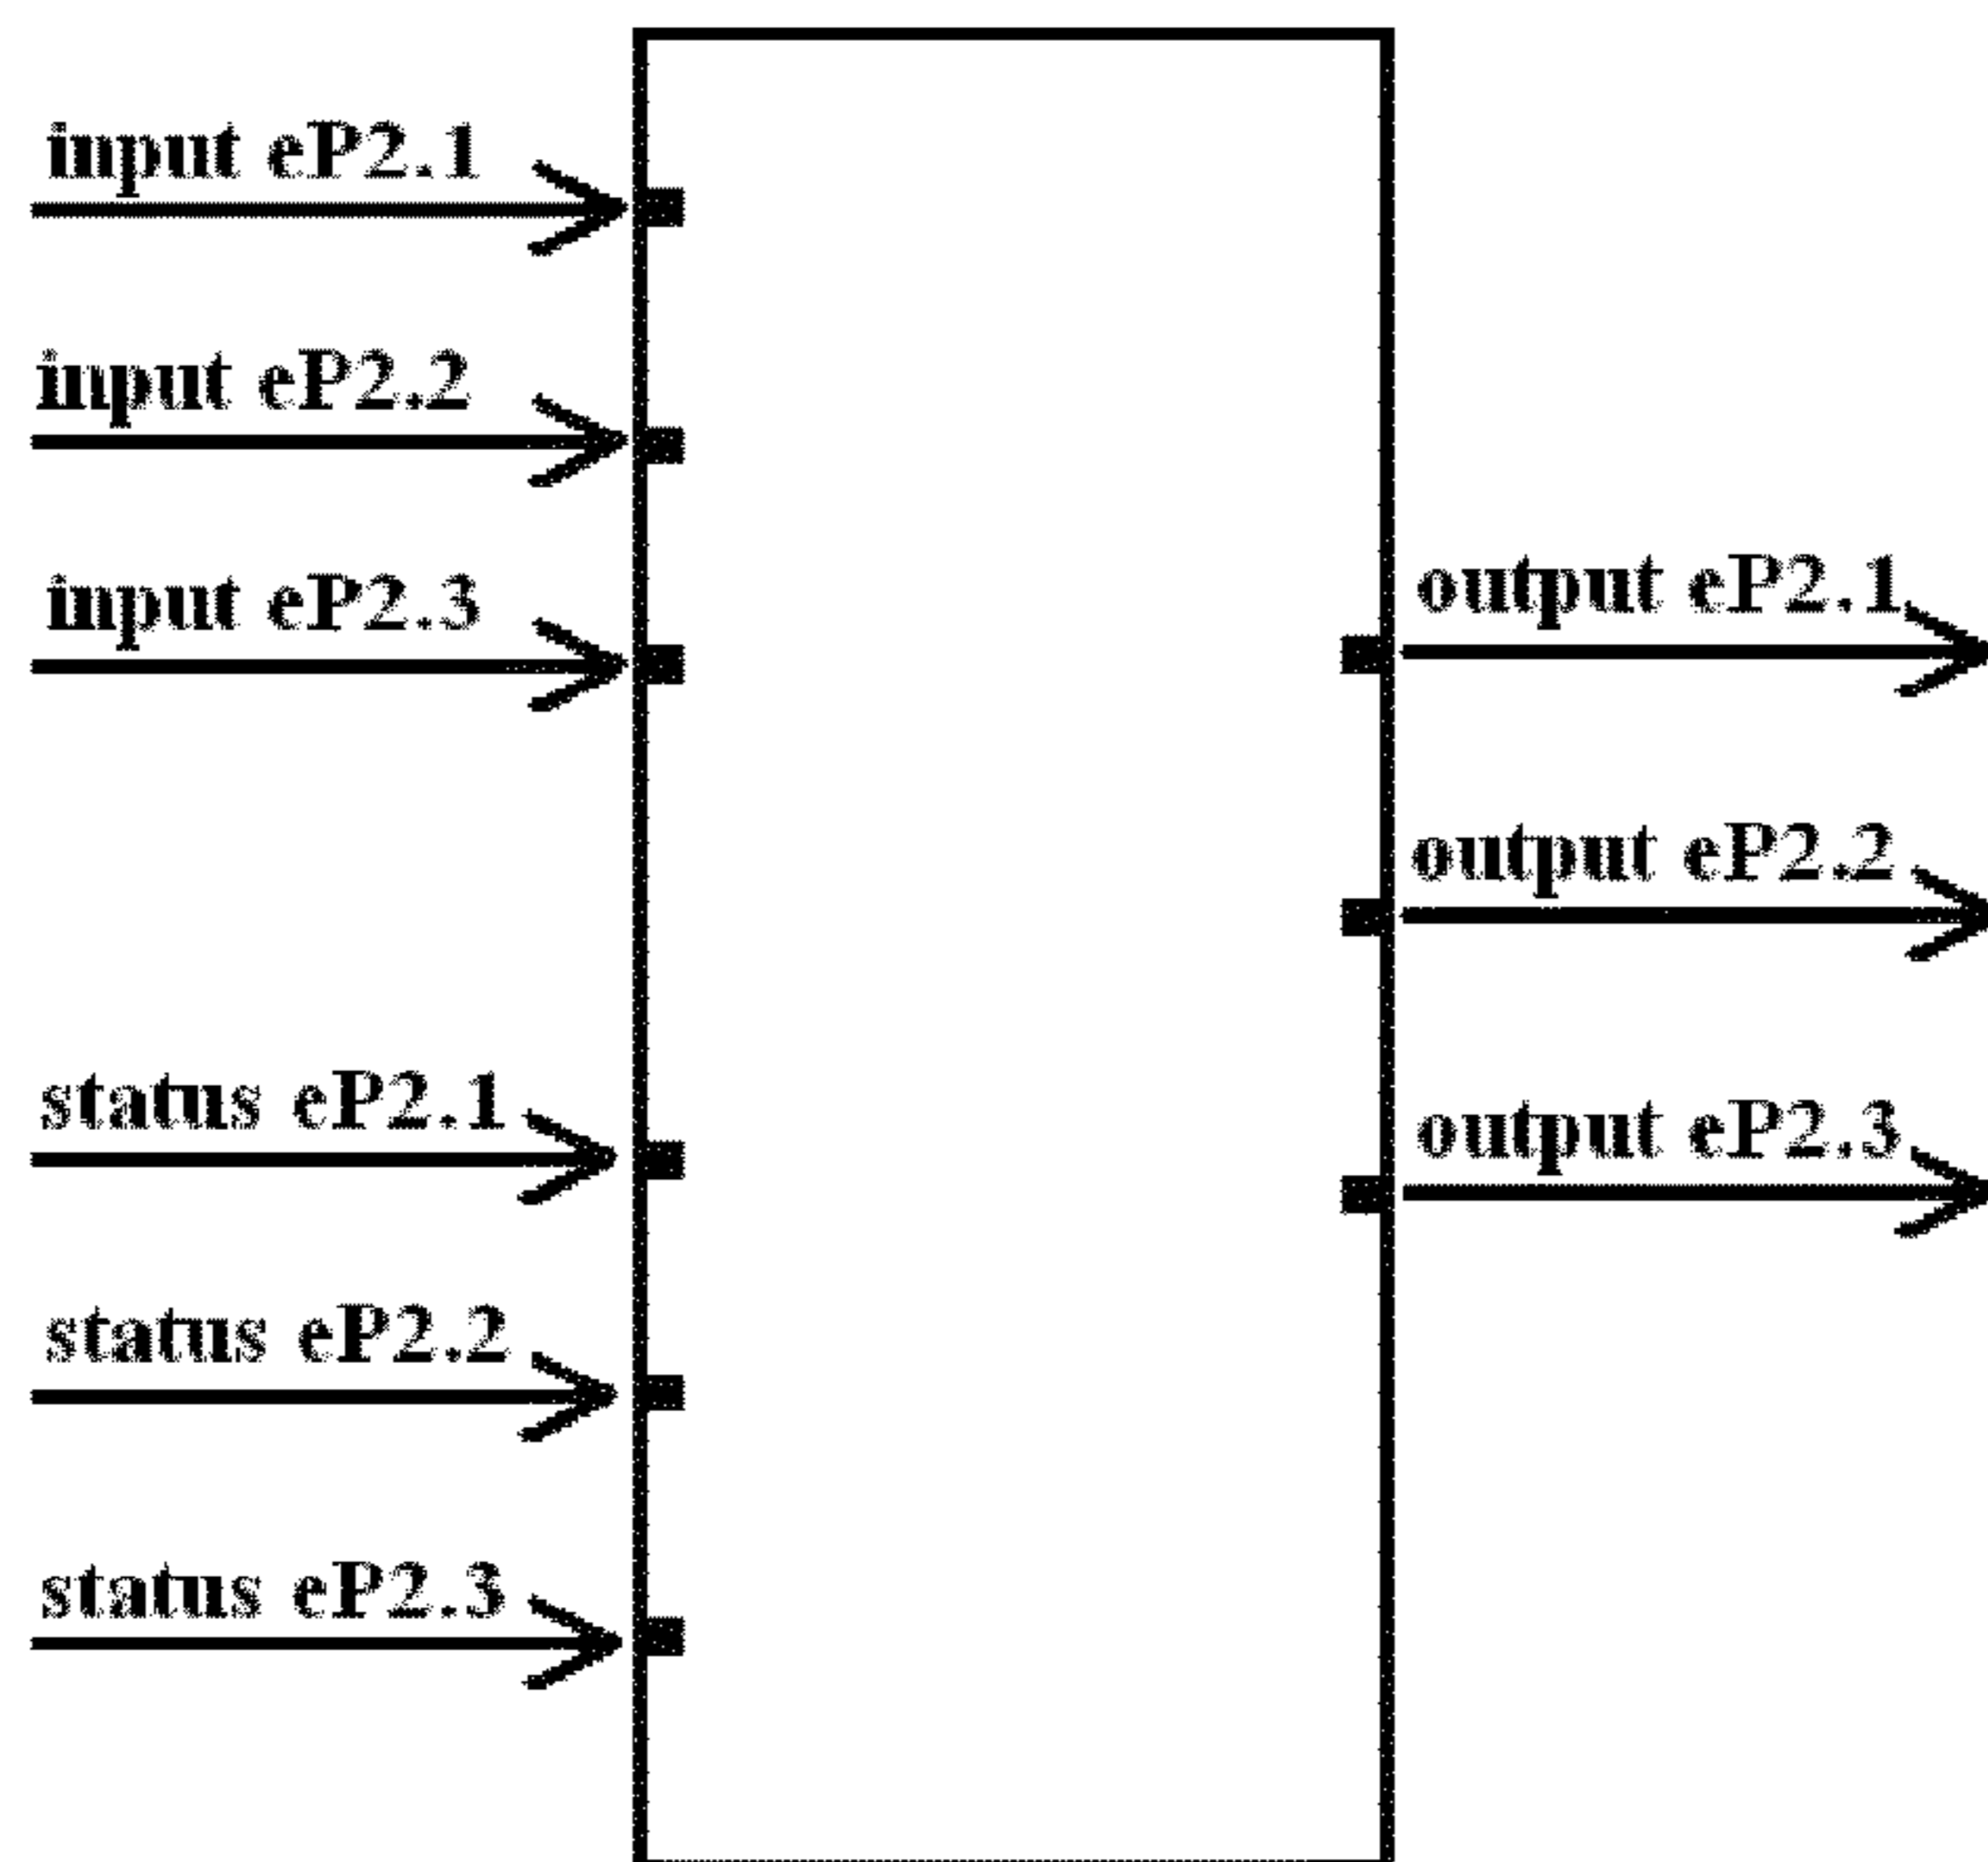 input eP2.1
input eP2.2
input eP2.3
status eP2.1
status eP2.2
status eP2.3
output eP2.1
output eP2.2
output eP2.3